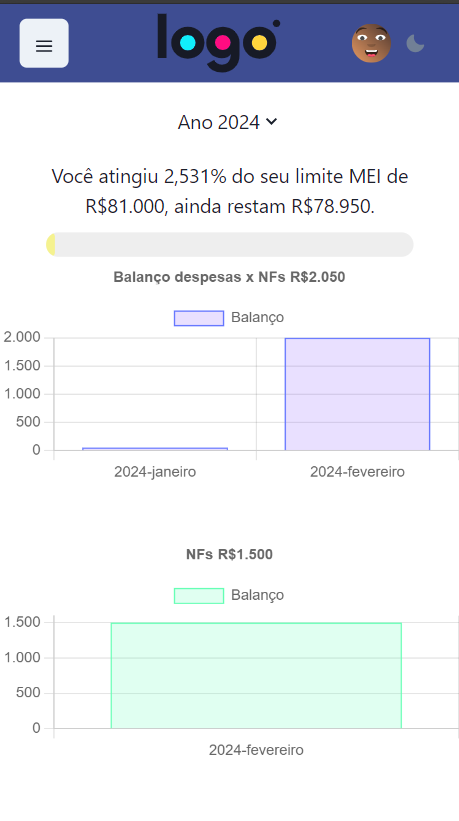 logo
Ano 2024
Você atingiu 2,531% do seu limite MEI de
R$81.000, ainda restam R$78.950.
Balanço despesas x NFs R$2.050
Balanço
2.000
1.500
1.000
500
0
2024-janeiro 2024-fevereiro
NFs R$1.500
Balanço
1.500
1.000
500
0
2024-fevereiro